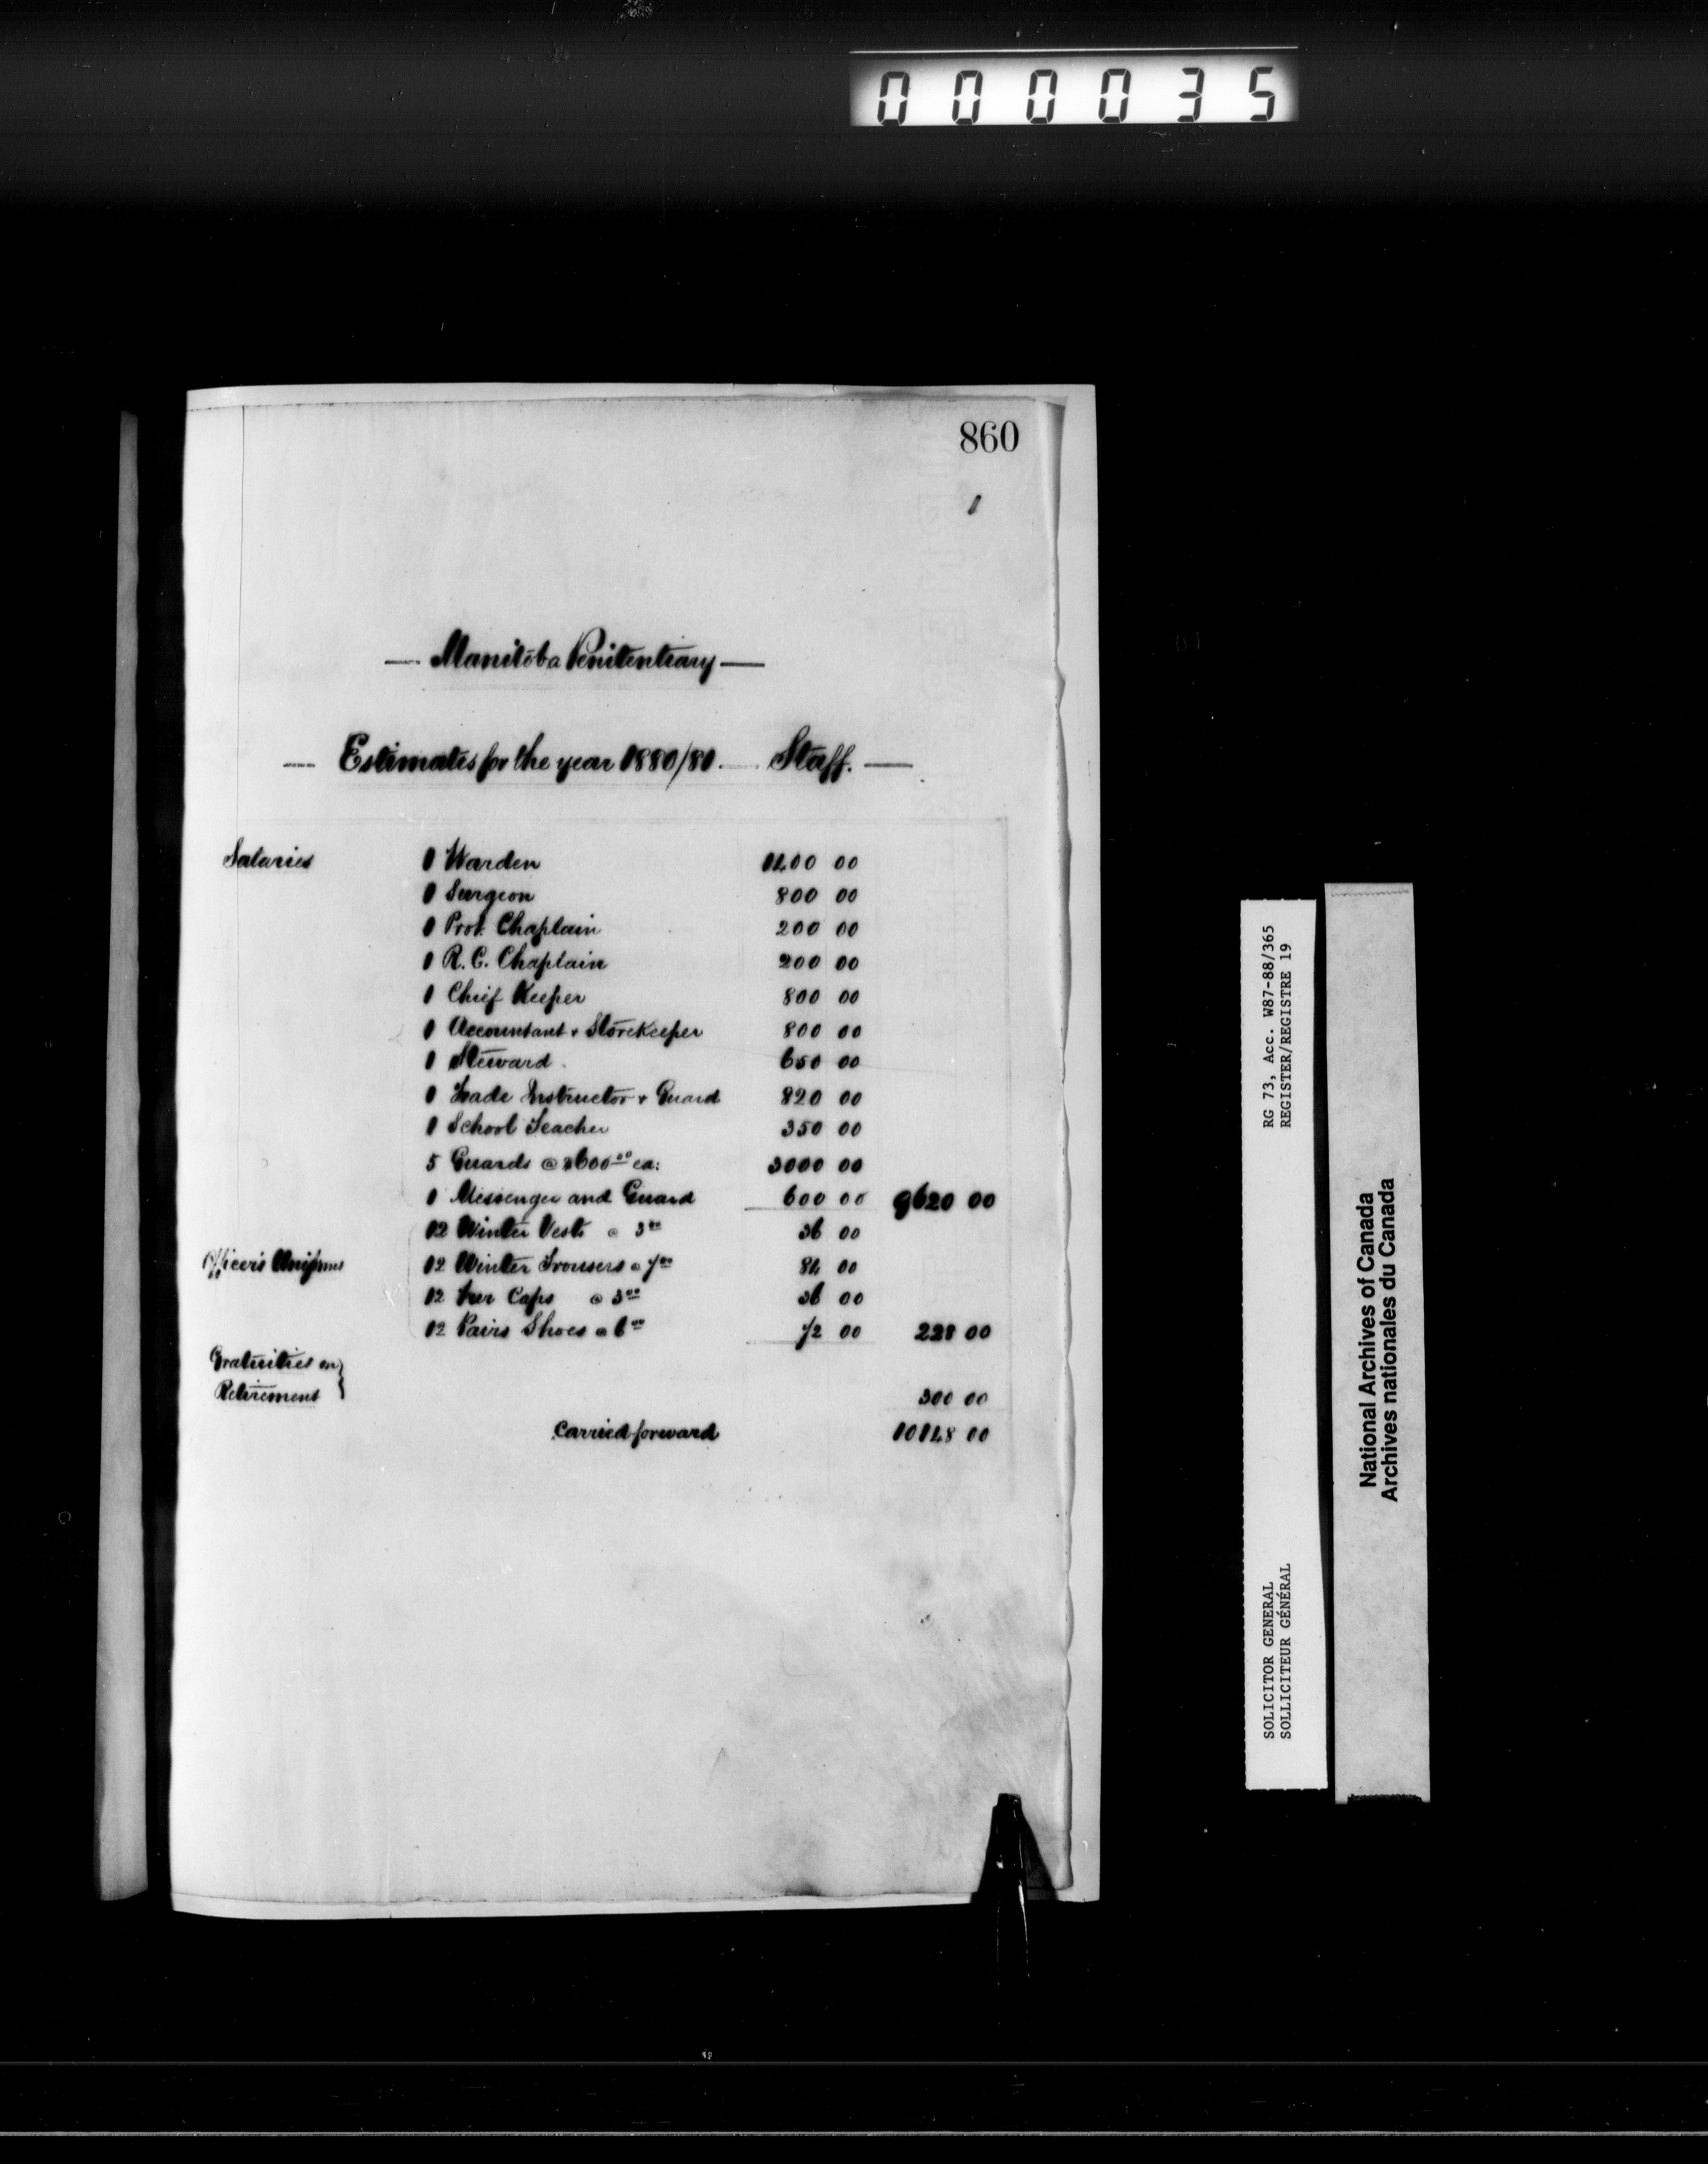 000035
860
1
— Manitoba Penitentiary —
— Estimates for the year 1880/81 — Staff. —
Salaries 1 Warden 1400 00
1 Surgeon 800 00
1 Prot. Chaplain 200 00
1 R. C. Chaplain 200 00
1 Chief Keeper 800 00
1 Accountant & Storekeeper 800 00
1 Steward 650 00
1 Trade Instructor & Guard 820 00
1 School Teacher 350 00
5 Guards @ $600.00 ea: 3000 00
1 Messenger and Guard 600 00 9620 00
12 Winter Vests @ 3.00 36 00
Officers Uniforms 12 Winter Trousers @ 7.00 84 00
12 Fur Caps @ 3.00 36 00
12 Pairs Shoes @ 6.00 72 00 228 00
Gratuities on }
Retirement } 300 00
Carried forward 10148 00
RG 73, Acc. W87-88/365
REGISTER/REGISTRE 19
SOLICITOR GENERAL
SOLLICITEUR GÉNÉRAL
National Archives of Canada
Archives nationales du Canada